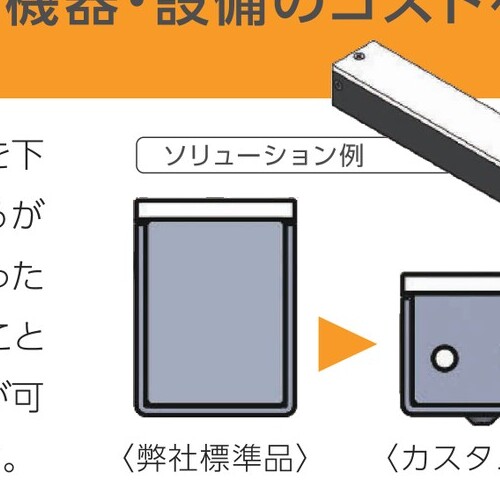 機器・設備のコスト
を下
るが
った
こと
が可
。
ソリューション例
〈弊社標準品〉
〈カスタ